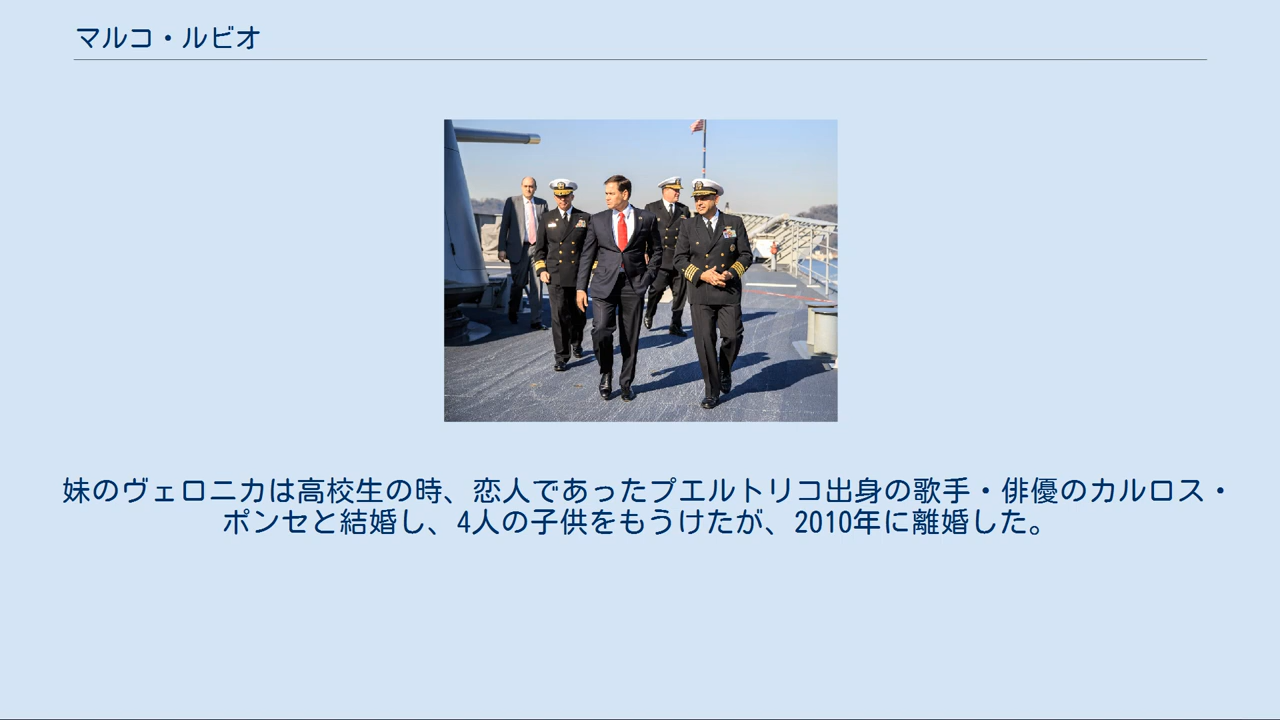 マルコ・ルビオ
妹のヴェロニカは高校生の時、恋人であったプエルトリコ出身の歌手・俳優のカルロス・
ポンセと結婚し、4人の子供をもうけたが、2010年に離婚した。